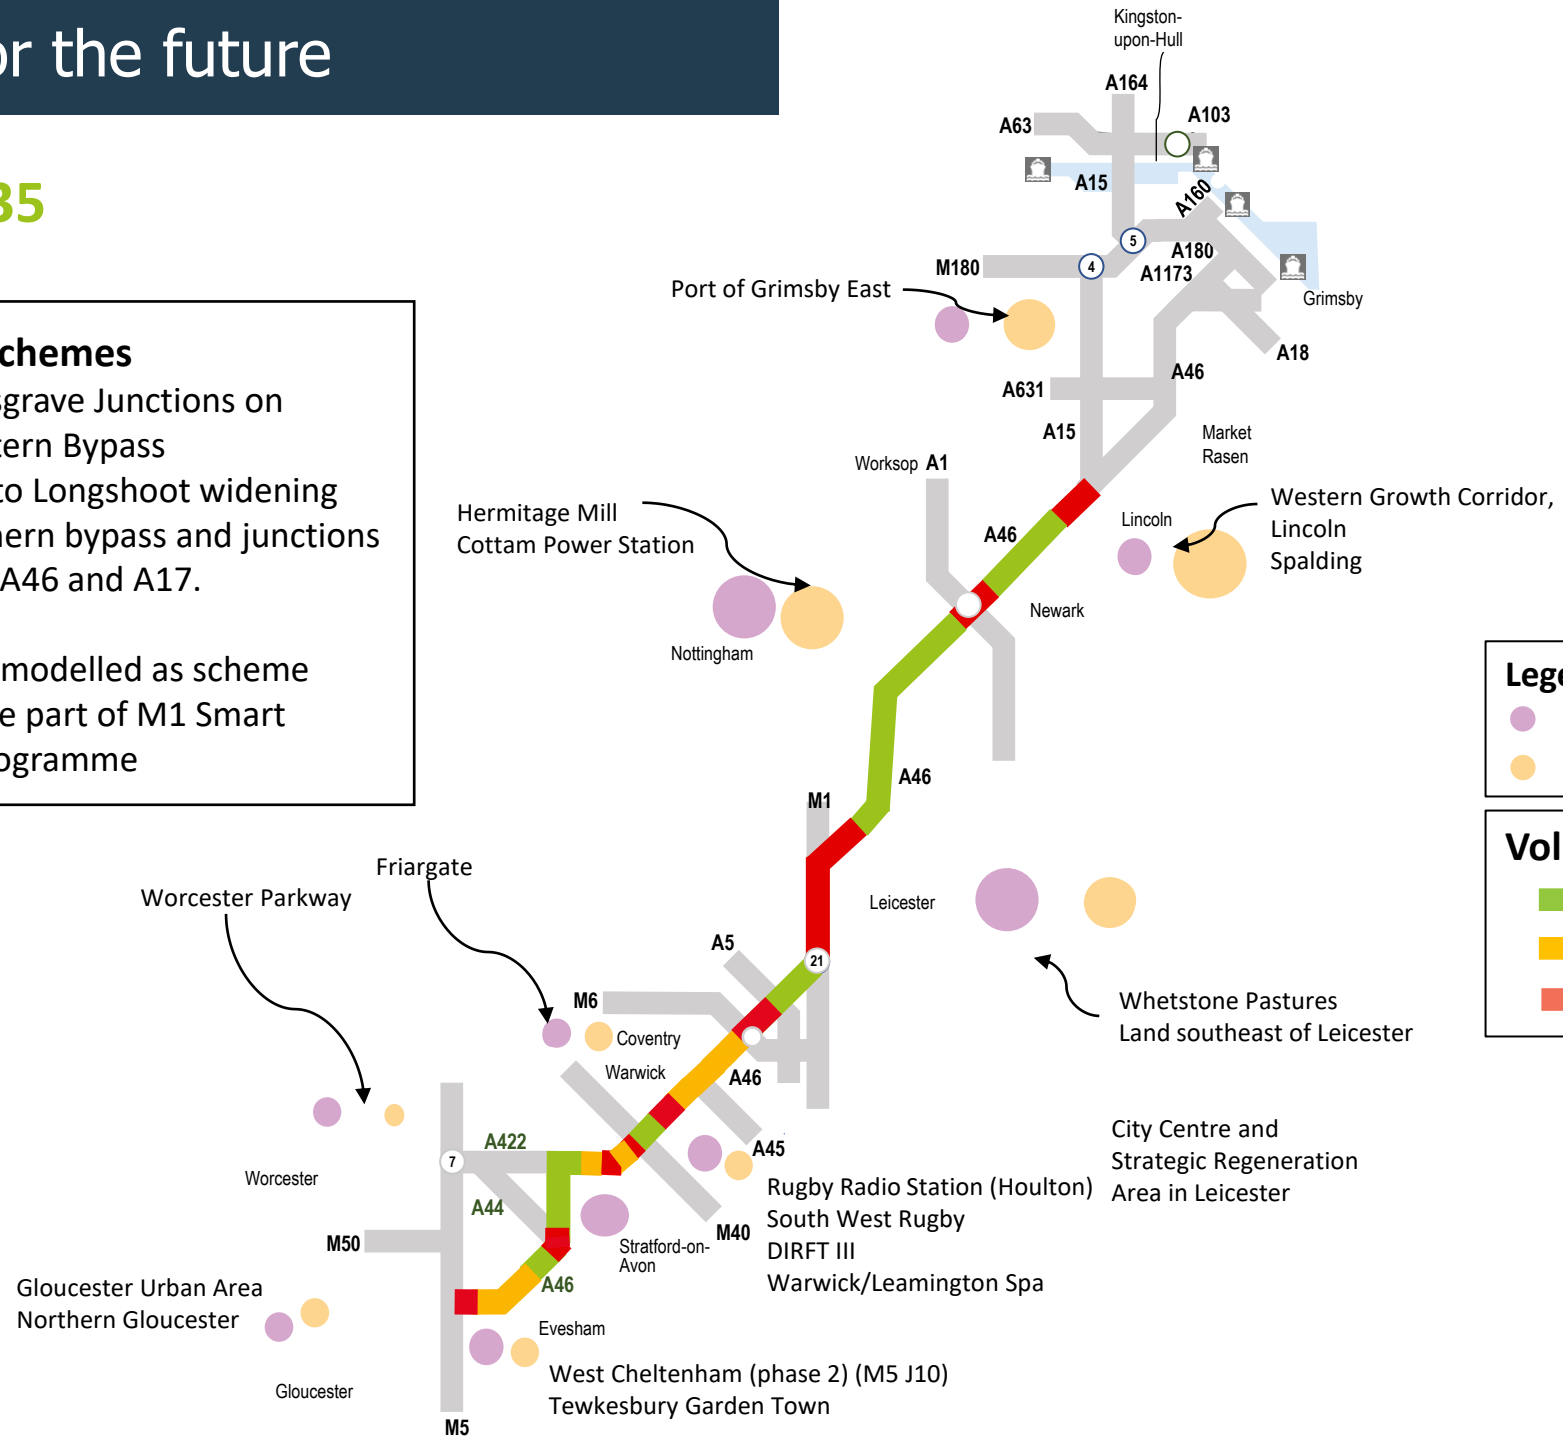 or the future
35
chemes
sgrave Junctions on
tern Bypass
to Longshoot widening
nern bypass and junctions
A46 and A17.
modelled as scheme
e part of M1 Smart
ogramme
Kingston-
upon-Hull
A164
A63
A103
A15
A160
5
A180
M180
4
A1173
Port of Grimsby East
Grimsby
A18
A46
A631
A15
Market
Rasen
Worksop A1
Western Growth Corridor,
Lincoln
Spalding
Hermitage Mill
Cottam Power Station
Lincoln
A46
Newark
Nottingham
Lege
A46
M1
Vol
Friargate
Worcester Parkway
Leicester
A5
21
M6
Whetstone Pastures
Land southeast of Leicester
Coventry
Warwick
A46
City Centre and
Strategic Regeneration
Area in Leicester
A422
A45
7
Worcester
Rugby Radio Station (Houlton)
South West Rugby
DIRFT III
Warwick/Leamington Spa
A44
M40
M50
Stratford-on-
Avon
A46
Gloucester Urban Area
Northern Gloucester
Evesham
West Cheltenham (phase 2) (M5 J10)
Tewkesbury Garden Town
Gloucester
M5